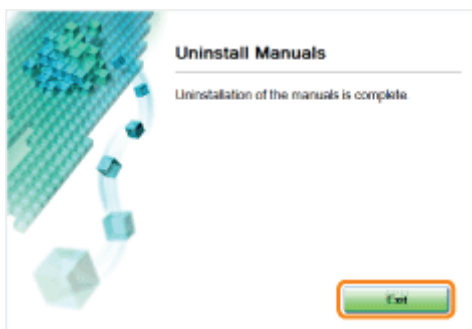 Uninstall Manuals
Uninstallation of the manuals is complete.
Exit